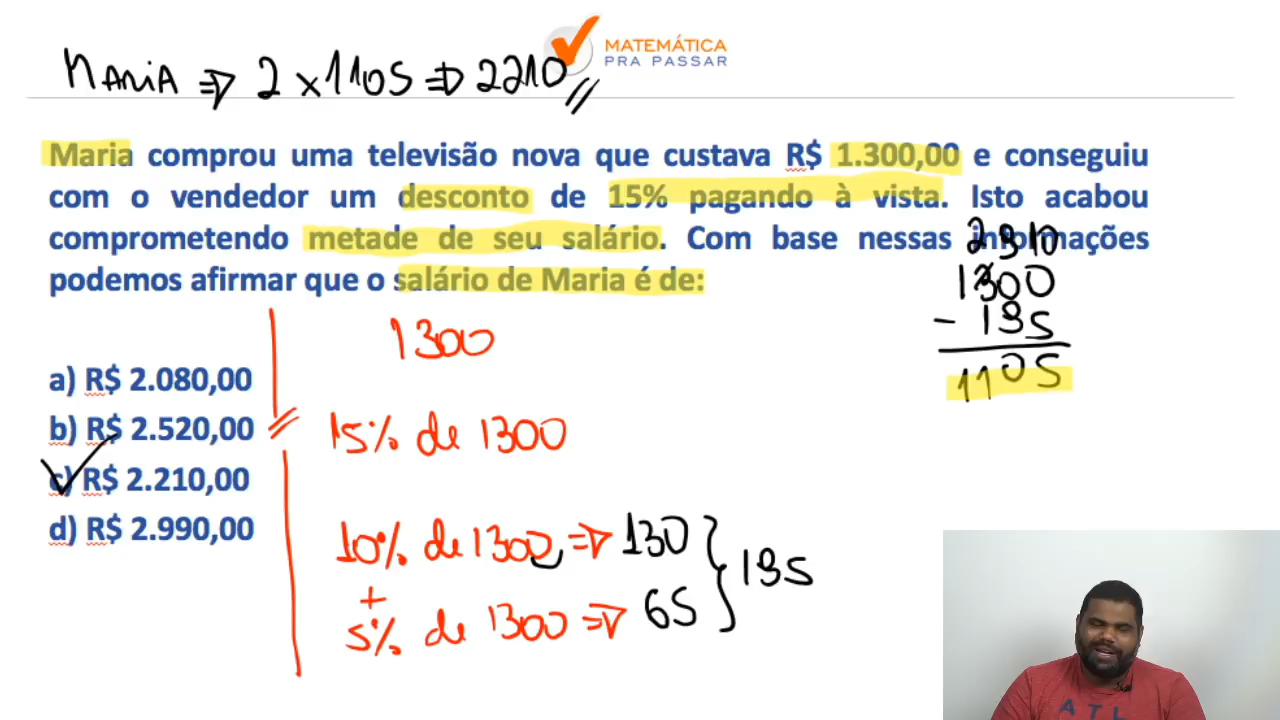 MATEMÁTICA
PRA PASSAR
MARIA ⇒ 2 x 1105 ⇒ 2210
Maria comprou uma televisão nova que custava R$ 1.300,00 e conseguiu
com o vendedor um desconto de 15% pagando à vista. Isto acabou
comprometendo metade de seu salário. Com base nessas informações
podemos afirmar que o salário de Maria é de:
2910
1300
- 195
1105
1300
a) R$ 2.080,00
b) R$ 2.520,00
c) R$ 2.210,00
d) R$ 2.990,00
15% de 1300
10% de 1300 ⇒ 130
+
5% de 1300 ⇒ 65
195
ATL